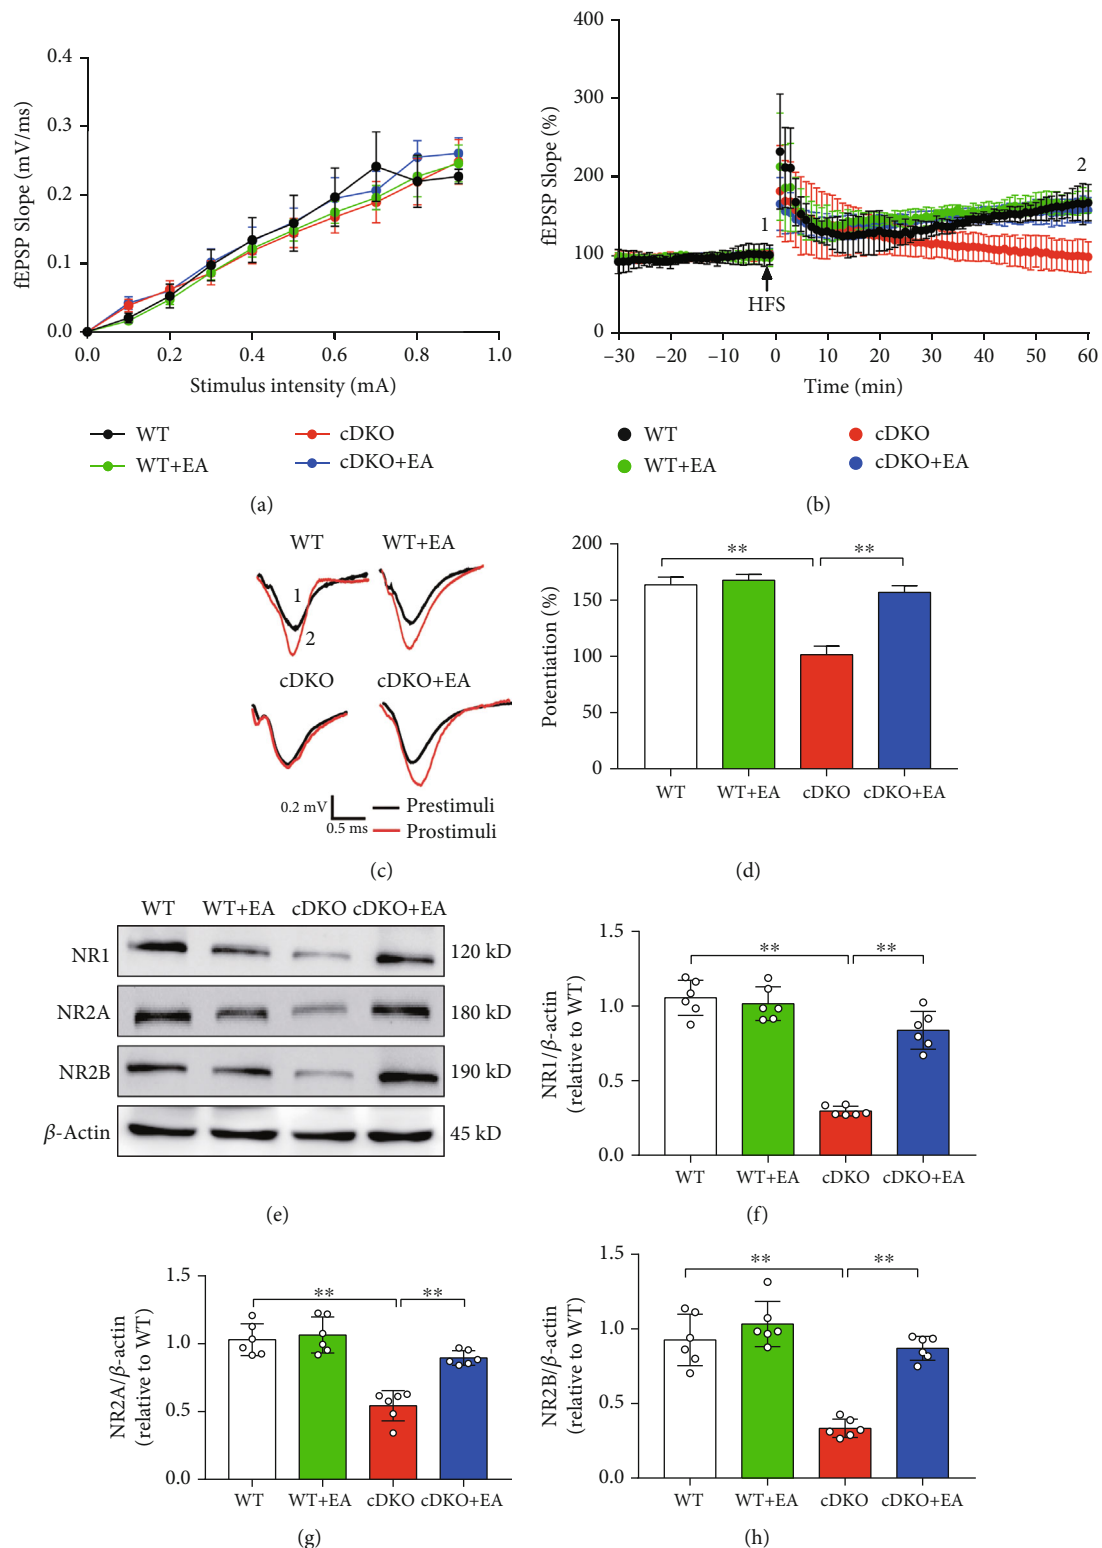 0.4
0.3
0.2
0.1
0.0
fEPSP Slope (mV/ms)
0.0 0.2 0.4 0.6 0.8 1.0
Stimulus intensity (mA)
WT cDKO
WT+EA cDKO+EA
(a)
400
300
200
100
0
fEPSP Slope (%)
1
2
HFS
−30 −20 −10 0 10 20 30 40 50 60
Time (min)
WT cDKO
WT+EA cDKO+EA
(b)
WT WT+EA
1
2
cDKO cDKO+EA
0.2 mV
0.5 ms
Prestimuli
Prostimuli
(c)
200
150
100
50
0
Potentiation (%)
** **
WT WT+EA cDKO cDKO+EA
(d)
WT WT+EA cDKO cDKO+EA
NR1 120 kD
NR2A 180 kD
NR2B 190 kD
β-Actin 45 kD
(e)
1.5
1.0
0.5
0.0
NR1/β-actin
(relative to WT)
** **
WT WT+EA cDKO cDKO+EA
(f)
1.5
1.0
0.5
0.0
NR2A/β-actin
(relative to WT)
** **
WT WT+EA cDKO cDKO+EA
(g)
1.5
1.0
0.5
0.0
NR2B/β-actin
(relative to WT)
** **
WT WT+EA cDKO cDKO+EA
(h)